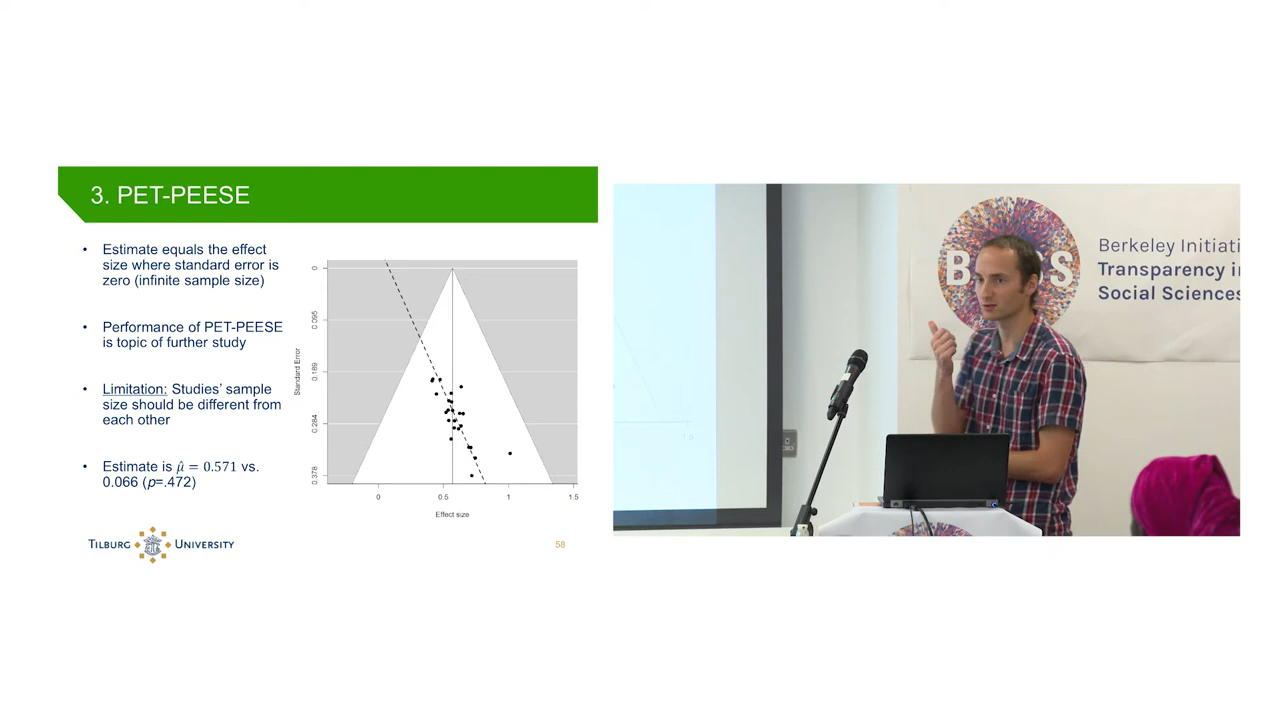 3. PET-PEESE
• Estimate equals the effect
size where standard error is
zero (infinite sample size)
• Performance of PET-PEESE
is topic of further study
• Limitation: Studies' sample
size should be different from
each other
• Estimate is μ̂ = 0.571 vs.
0.066 (p=.472)
TILBURG UNIVERSITY
Standard Error
0
0.095
0.189
0.284
0.378
0
0.5
1
1.5
Effect size
58
B S
Berkeley Initiati
Transparency i
Social Sciences